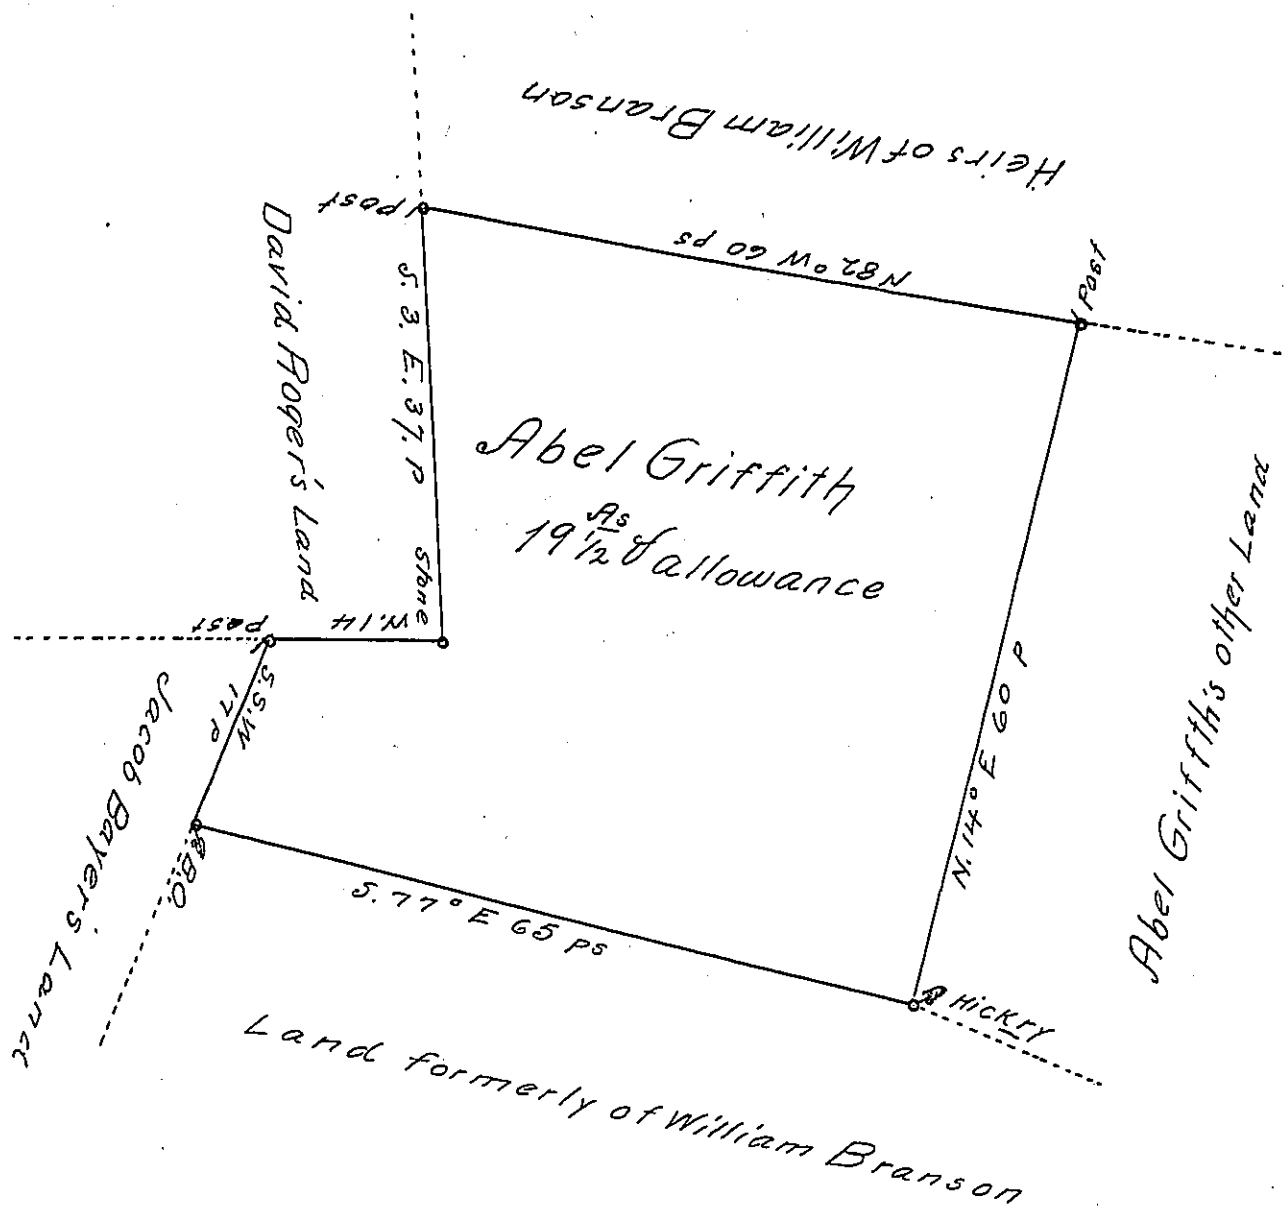 Heirs of William Branson
Post
N 82° W 60 ps
Post
David Roger's Land
S. 3. E. 37. P
Stone
Abel Griffith
19 1/2 As & allowance
W. 14
Post
S.S.W
17 P
Jacob Bayer's Land
B.O.
N. 14° E 60 P
Abel Griffth's other Land
S. 77° E 65 ps
Hickry
Land formerly of William Branson